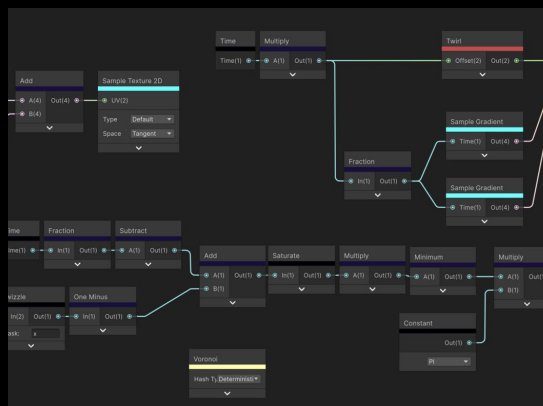 Time
Multiply
Twirl
Time(1) A(1) Out(1)
Offset(2) Out(2)
Add
Sample Texture 2D
A(4) Out(4)
B(4)
UV(2)
Type Default
Space Tangent
Sample Gradient
Time(1) Out(4)
Fraction
In(1) Out(1)
Sample Gradient
Time(1) Out(4)
ime
Fraction
Subtract
ime(1) In(1) Out(1) A(1) Out(1)
Add
Saturate
Multiply
Minimum
Multiply
A(1) Out(1)
B(1)
In(1) Out(1)
A(1) Out(1)
A(1) Out(1)
A(1) Out(1
B(1)
wizzle
One Minus
In(2) Out(1) In(1) Out(1)
ask: x
Constant
Out(1)
PI
Voronoi
Hash Ty Deterministi